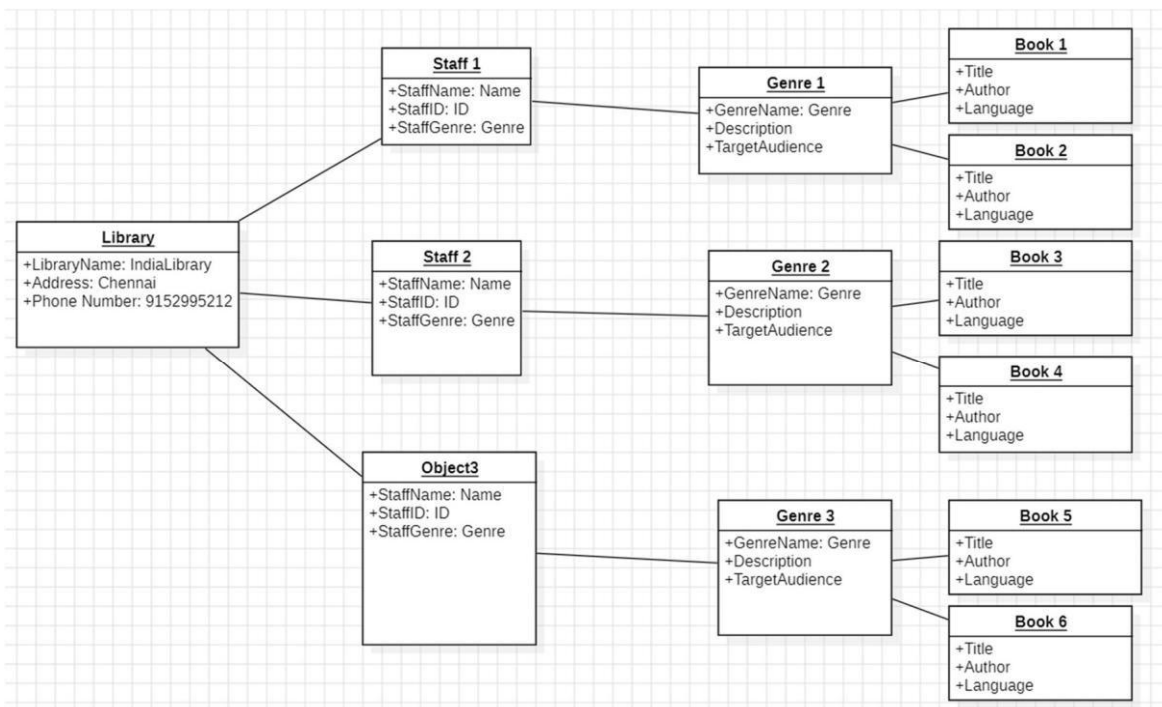 Library
+LibraryName: IndiaLibrary
+Address: Chennai
+Phone Number: 9152995212
Staff 1
+StaffName: Name
+StaffID: ID
+StaffGenre: Genre
Staff 2
+StaffName: Name
+StaffID: ID
+StaffGenre: Genre
Object3
+StaffName: Name
+StaffID: ID
+StaffGenre: Genre
Genre 1
+GenreName: Genre
+Description
+TargetAudience
Genre 2
+GenreName: Genre
+Description
+TargetAudience
Genre 3
+GenreName: Genre
+Description
+TargetAudience
Book 1
+Title
+Author
+Language
Book 2
+Title
+Author
+Language
Book 3
+Title
+Author
+Language
Book 4
+Title
+Author
+Language
Book 5
+Title
+Author
+Language
Book 6
+Title
+Author
+Language